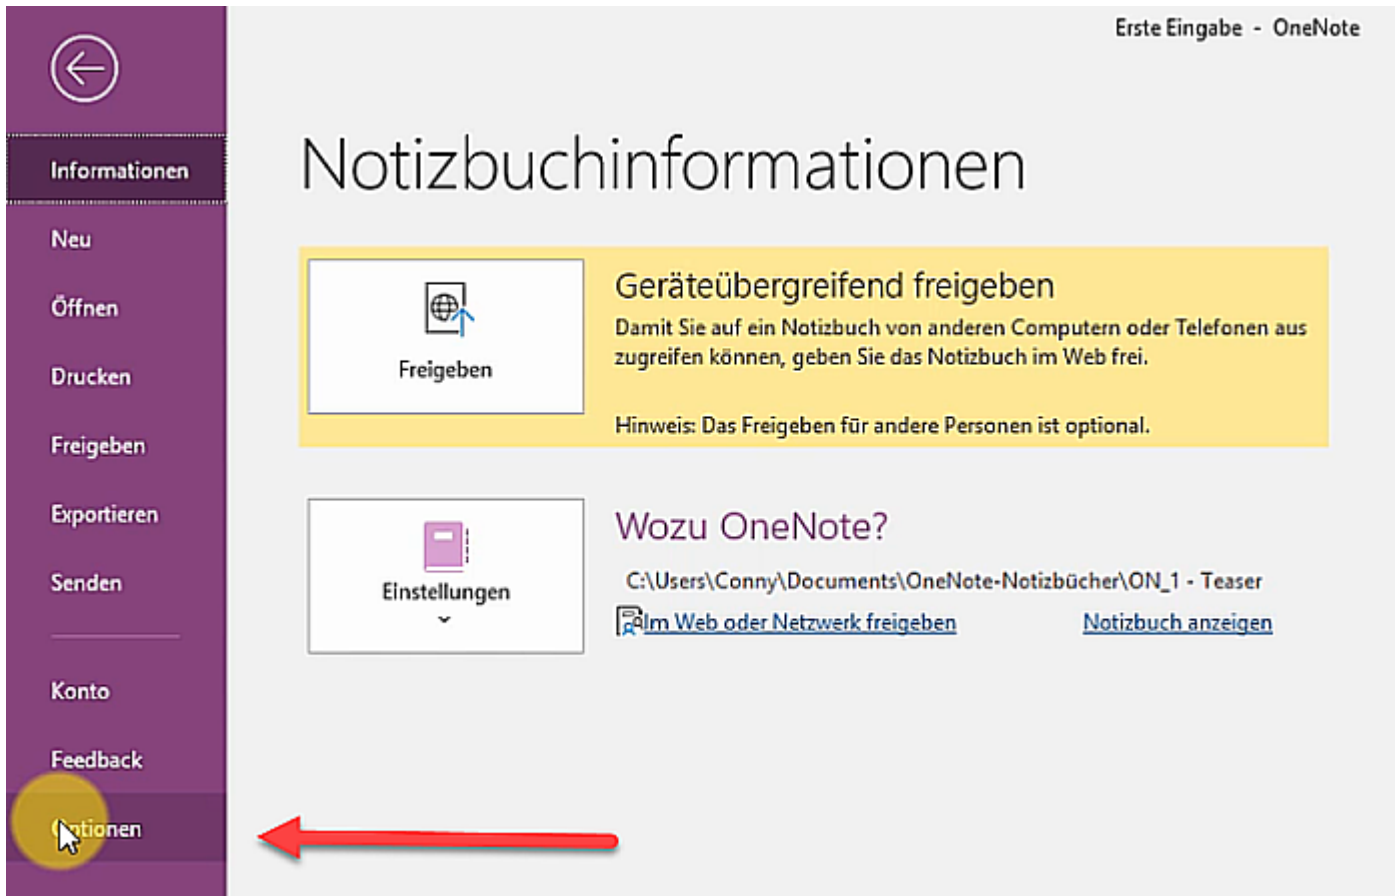 Erste Eingabe - OneNote
Informationen
Neu
Öffnen
Drucken
Freigeben
Exportieren
Senden
Konto
Feedback
Optionen
Notizbuchinformationen
Freigeben
Geräteübergreifend freigeben
Damit Sie auf ein Notizbuch von anderen Computern oder Telefonen aus
zugreifen können, geben Sie das Notizbuch im Web frei.
Hinweis: Das Freigeben für andere Personen ist optional.
Einstellungen
Wozu OneNote?
C:\Users\Conny\Documents\OneNote-Notizbücher\ON_1 - Teaser
Im Web oder Netzwerk freigeben
Notizbuch anzeigen